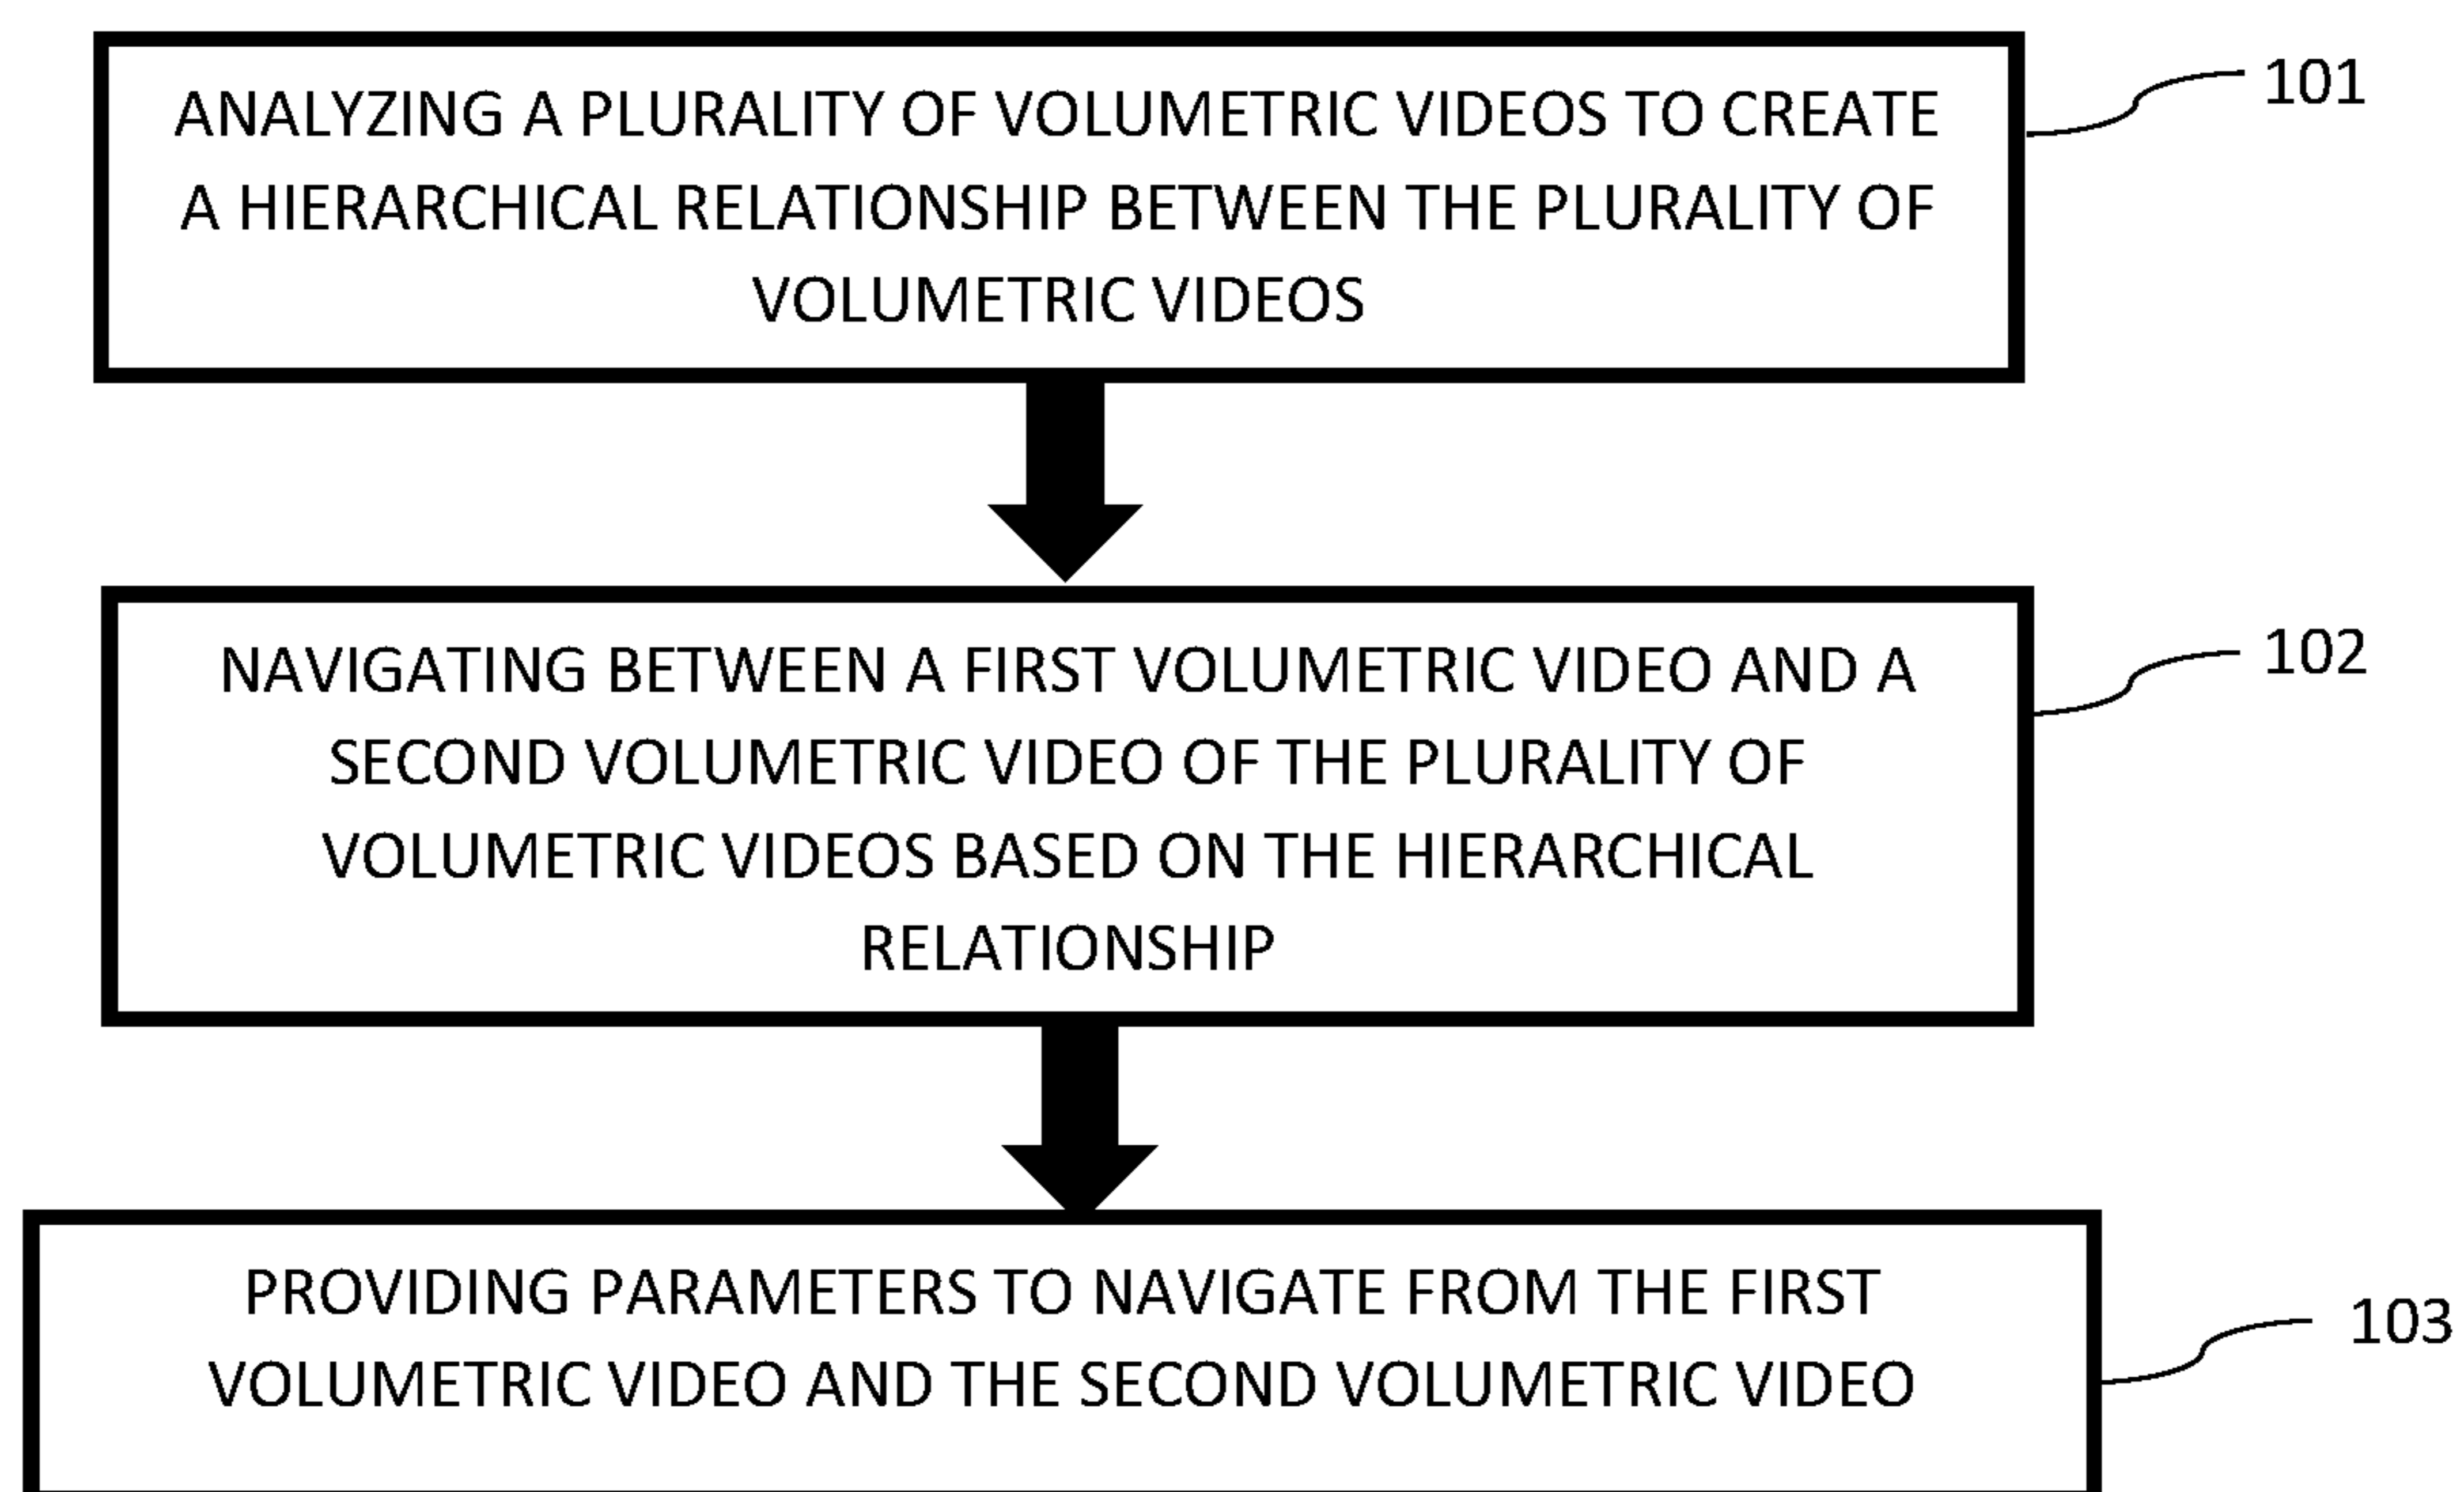 ANALYZING A PLURALITY OF VOLUMETRIC VIDEOS TO CREATE
A HIERARCHICAL RELATIONSHIP BETWEEN THE PLURALITY OF
VOLUMETRIC VIDEOS
101
NAVIGATING BETWEEN A FIRST VOLUMETRIC VIDEO AND A
SECOND VOLUMETRIC VIDEO OF THE PLURALITY OF
VOLUMETRIC VIDEOS BASED ON THE HIERARCHICAL
RELATIONSHIP
102
PROVIDING PARAMETERS TO NAVIGATE FROM THE FIRST
VOLUMETRIC VIDEO AND THE SECOND VOLUMETRIC VIDEO
103